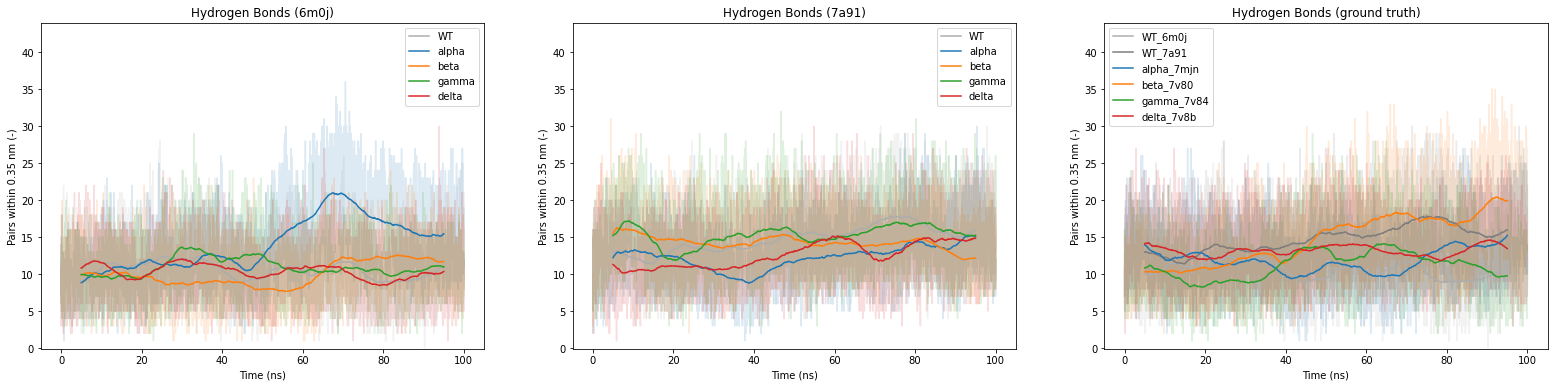 Hydrogen Bonds (6m0j)
Pairs within 0.35 nm (-)
40
35
30
25
20
15
10
5
0
WT
alpha
beta
gamma
delta
0 20 40 60 80 100
Time (ns)
Hydrogen Bonds (7a91)
Pairs within 0.35 nm (-)
40
35
30
25
20
15
10
5
0
WT
alpha
beta
gamma
delta
0 20 40 60 80 100
Time (ns)
Hydrogen Bonds (ground truth)
Pairs within 0.35 nm (-)
40
35
30
25
20
15
10
5
0
WT_6m0j
WT_7a91
alpha_7mjn
beta_7v80
gamma_7v84
delta_7v8b
0 20 40 60 80 100
Time (ns)